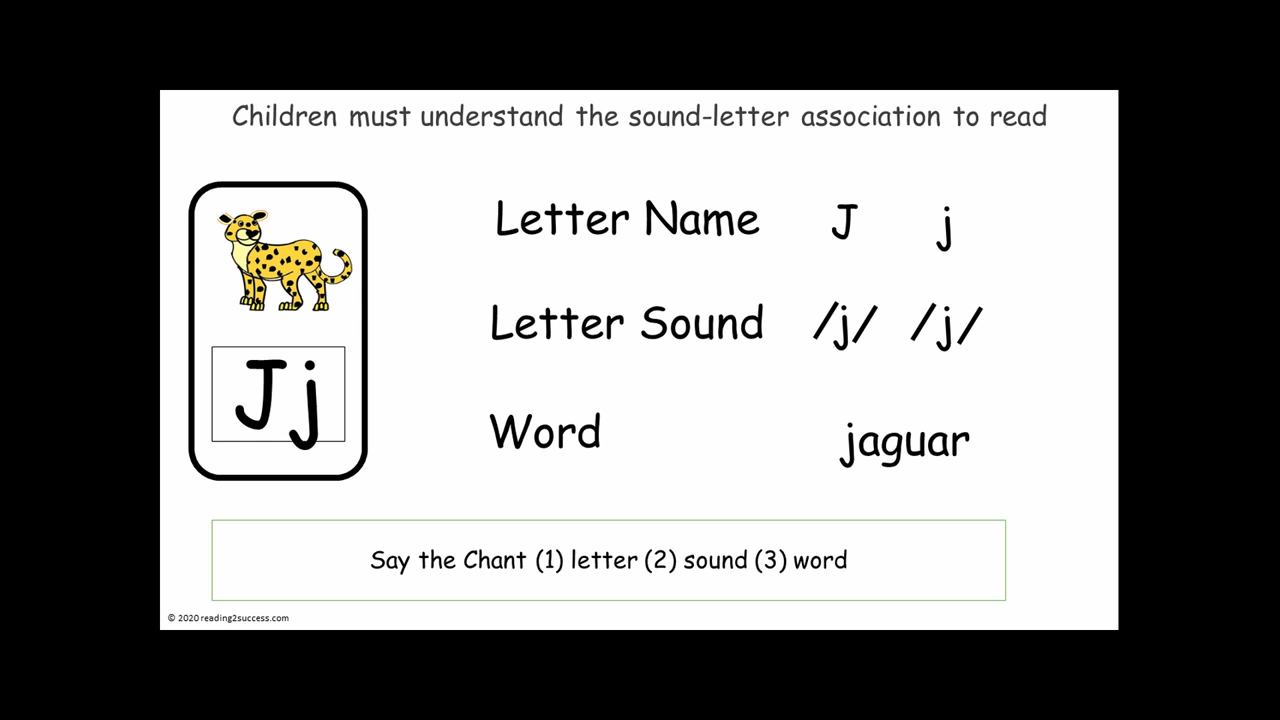 Children must understand the sound-letter association to read
Letter Name J j
Letter Sound /j/ /j/
Jj
Word jaguar
Say the Chant (1) letter (2) sound (3) word
© 2020 reading2success.com